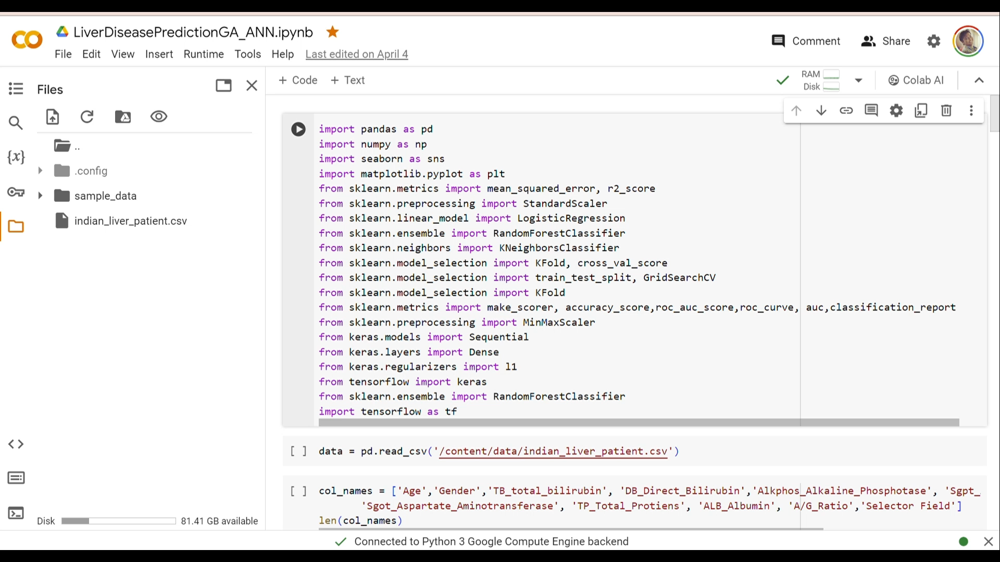 LiverDiseasePredictionGA_ANN.ipynb
File Edit View Insert Runtime Tools Help Last edited on April 4
Comment Share
Files
+ Code + Text
RAM
Disk
Colab AI
..
.config
sample_data
indian_liver_patient.csv
{x}
import pandas as pd
import numpy as np
import seaborn as sns
import matplotlib.pyplot as plt
from sklearn.metrics import mean_squared_error, r2_score
from sklearn.preprocessing import StandardScaler
from sklearn.linear_model import LogisticRegression
from sklearn.ensemble import RandomForestClassifier
from sklearn.neighbors import KNeighborsClassifier
from sklearn.model_selection import KFold, cross_val_score
from sklearn.model_selection import train_test_split, GridSearchCV
from sklearn.model_selection import KFold
from sklearn.metrics import make_scorer, accuracy_score,roc_auc_score,roc_curve, auc,classification_report
from sklearn.preprocessing import MinMaxScaler
from keras.models import Sequential
from keras.layers import Dense
from keras.regularizers import l1
from tensorflow import keras
from sklearn.ensemble import RandomForestClassifier
import tensorflow as tf
[ ] data = pd.read_csv('/content/data/indian_liver_patient.csv')
[ ] col_names = ['Age','Gender','TB_total_bilirubin', 'DB_Direct_Bilirubin','Alkphos_Alkaline_Phosphotase', 'Sgpt_
'Sgot_Aspartate_Aminotransferase', 'TP_Total_Protiens', 'ALB_Albumin', 'A/G_Ratio','Selector Field']
len(col_names)
Disk 81.41 GB available
Connected to Python 3 Google Compute Engine backend